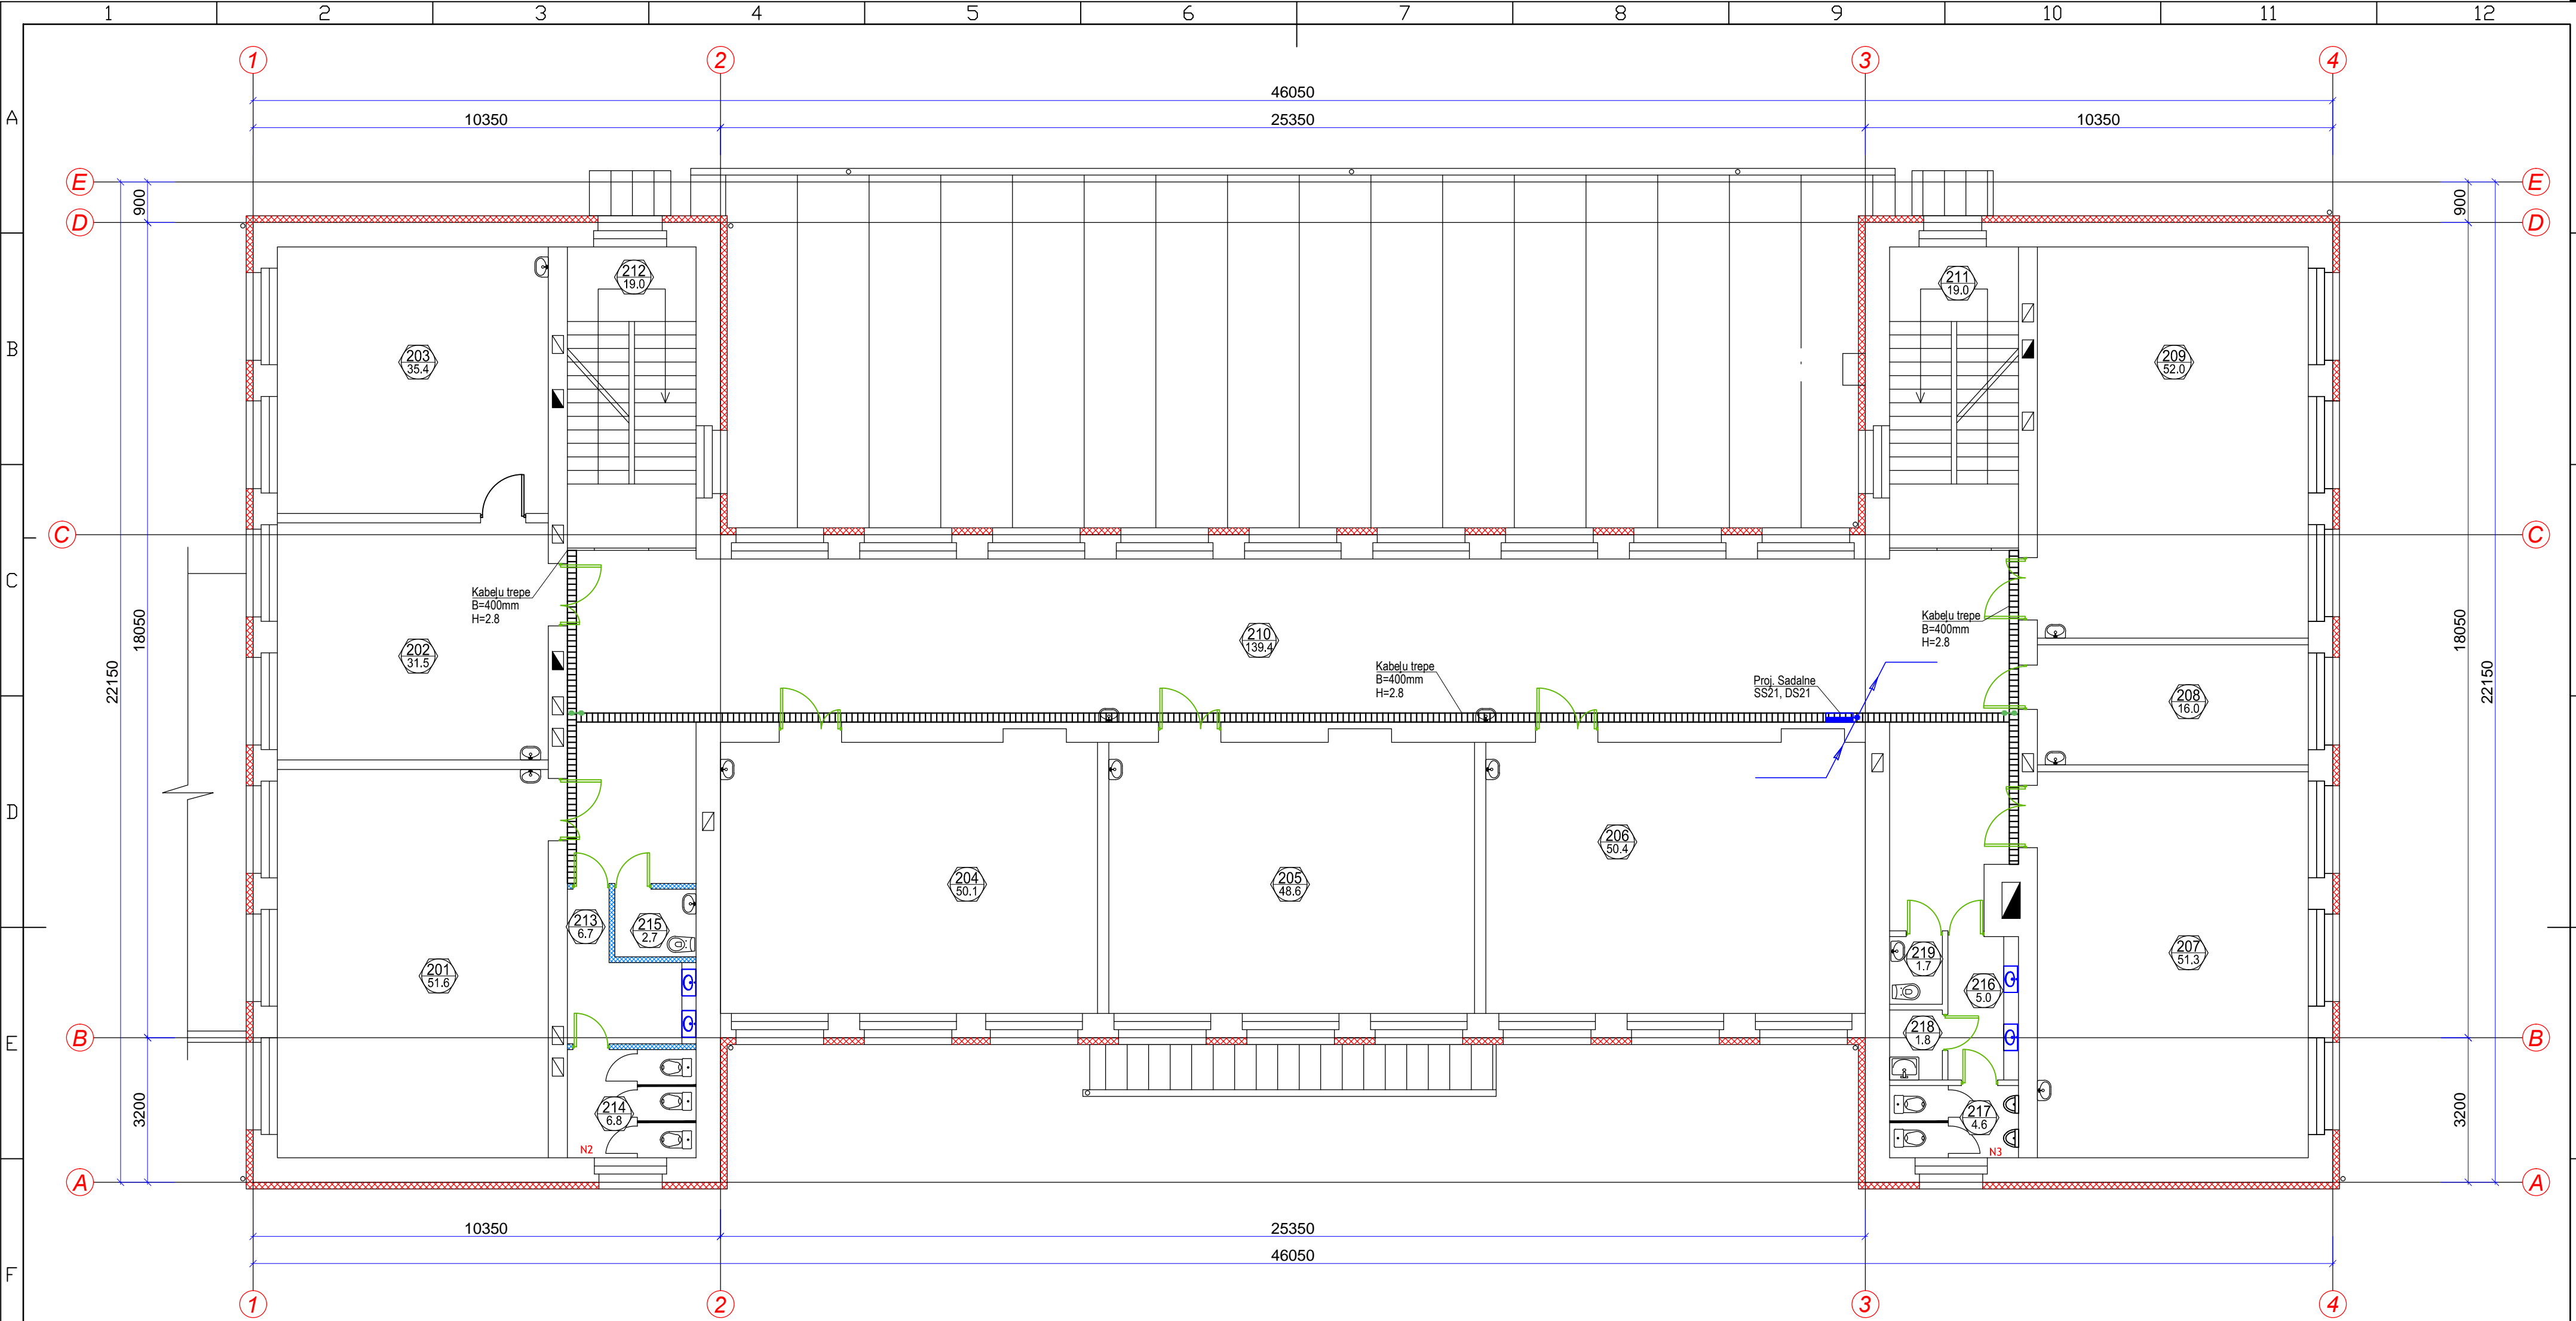 1 2 3 4 5 6 7 8 9 10 11 12
1 2 3 4
46050
10350 25350 10350
A
E E
900 900
D D
212
19.0
211
19.0
B
203
35.4
209
52.0
C C
C
Kabeļu trepe
B=400mm
H=2.8
Kabeļu trepe
B=400mm
H=2.8
18050 18050
22150 22150
210
139.4
202
31.5
Kabeļu trepe
B=400mm
H=2.8
Proj. Sadalne
SS21, DS21
208
16.0
D
206
50.4
204
50.1
205
48.6
213
6.7
215
2.7
219
1.7
207
51.3
201
51.6
216
5.0
218
1.8
E
B B
214
6.8
217
4.6
3200 3200
N2
N3
A A
10350 25350
46050
F
1 2 3 4